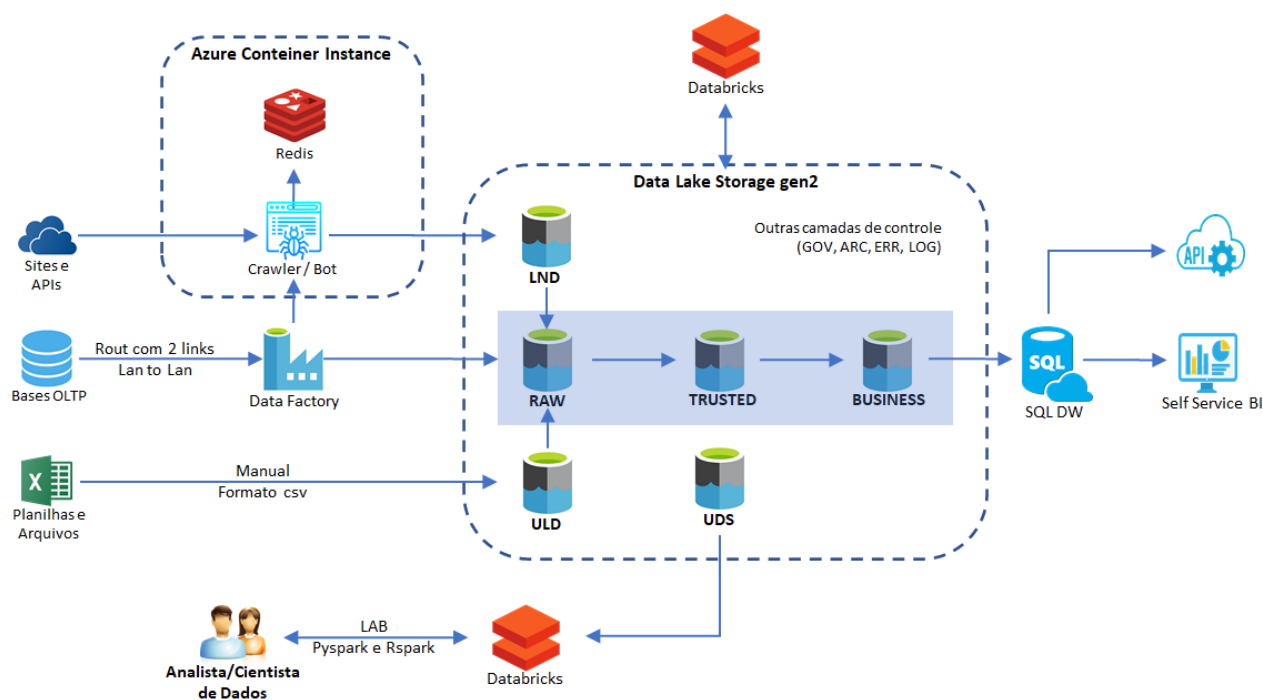 Azure Conteiner Instance
Redis
Databricks
Data Lake Storage gen2
Outras camadas de controle
(GOV, ARC, ERR, LOG)
Sites e
APIs
Crawler / Bot
LND
API
Bases OLTP
Rout com 2 links
Lan to Lan
Data Factory
RAW
TRUSTED
BUSINESS
SQL
SQL DW
Self Service BI
X
Planilhas e
Arquivos
Manual
Formato csv
ULD
UDS
Analista/Cientista
de Dados
LAB
Pyspark e Rspark
Databricks